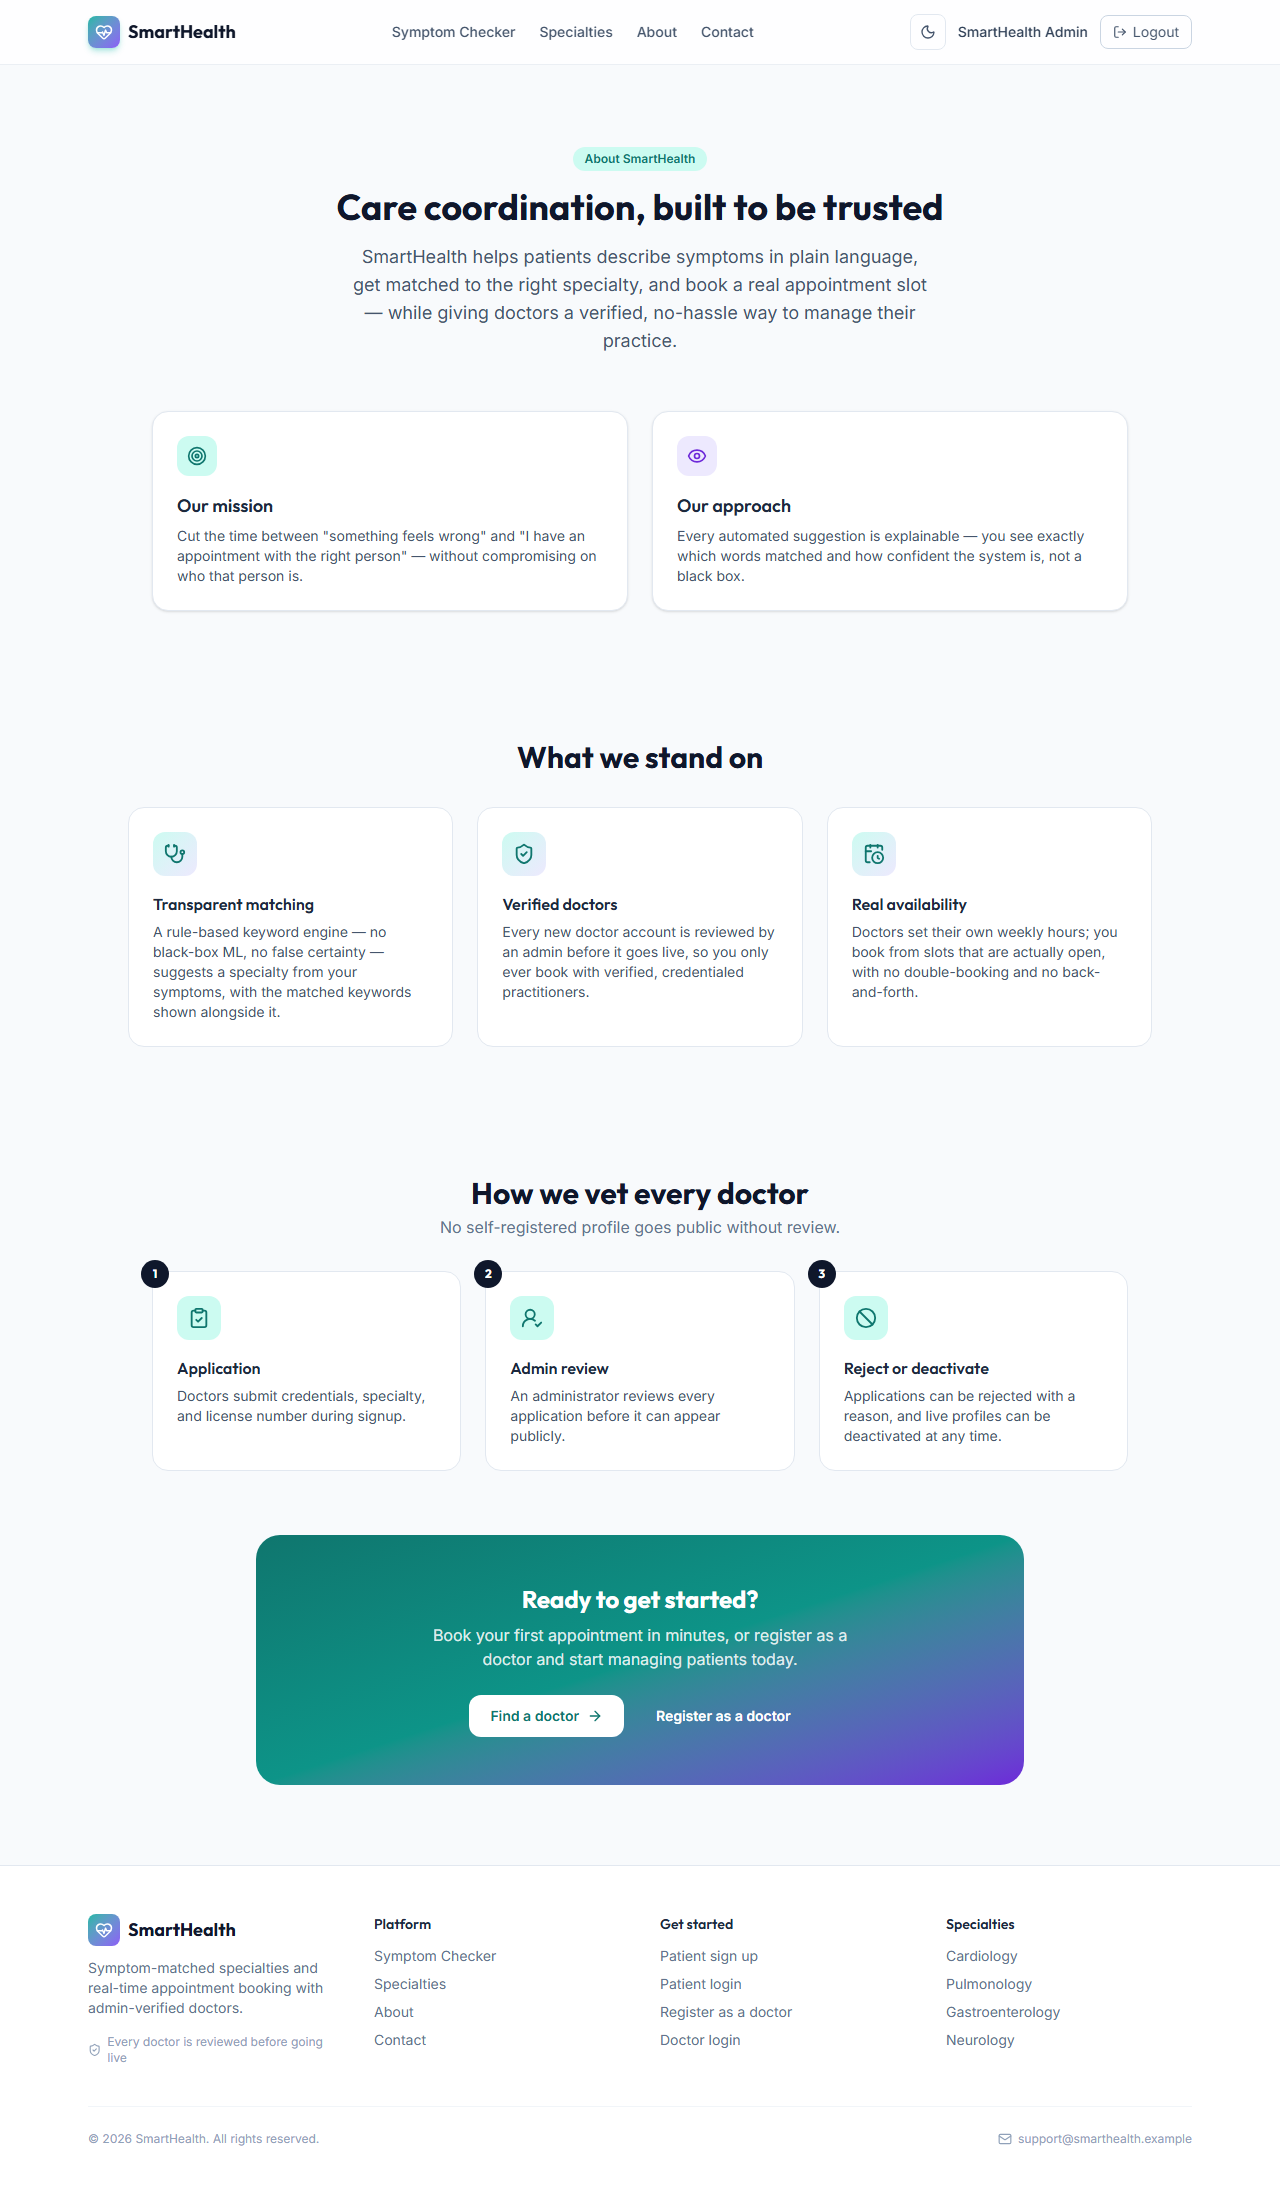 SmartHealth
Symptom Checker
Specialties
About
Contact
SmartHealth Admin
Logout
About SmartHealth
Care coordination, built to be trusted
SmartHealth helps patients describe symptoms in plain language,
get matched to the right specialty, and book a real appointment slot
— while giving doctors a verified, no-hassle way to manage their
practice.
Our mission
Cut the time between "something feels wrong" and "I have an
appointment with the right person" — without compromising on
who that person is.
Our approach
Every automated suggestion is explainable — you see exactly
which words matched and how confident the system is, not a
black box.
What we stand on
Transparent matching
A rule-based keyword engine — no
black-box ML, no false certainty —
suggests a specialty from your
symptoms, with the matched keywords
shown alongside it.
Verified doctors
Every new doctor account is reviewed by
an admin before it goes live, so you only
ever book with verified, credentialed
practitioners.
Real availability
Doctors set their own weekly hours; you
book from slots that are actually open,
with no double-booking and no back-
and-forth.
How we vet every doctor
No self-registered profile goes public without review.
1
Application
Doctors submit credentials, specialty,
and license number during signup.
2
Admin review
An administrator reviews every
application before it can appear
publicly.
3
Reject or deactivate
Applications can be rejected with a
reason, and live profiles can be
deactivated at any time.
Ready to get started?
Book your first appointment in minutes, or register as a
doctor and start managing patients today.
Find a doctor
Register as a doctor
SmartHealth
Symptom-matched specialties and
real-time appointment booking with
admin-verified doctors.
Every doctor is reviewed before going
live
Platform
Symptom Checker
Specialties
About
Contact
Get started
Patient sign up
Patient login
Register as a doctor
Doctor login
Specialties
Cardiology
Pulmonology
Gastroenterology
Neurology
© 2026 SmartHealth. All rights reserved.
support@smarthealth.example